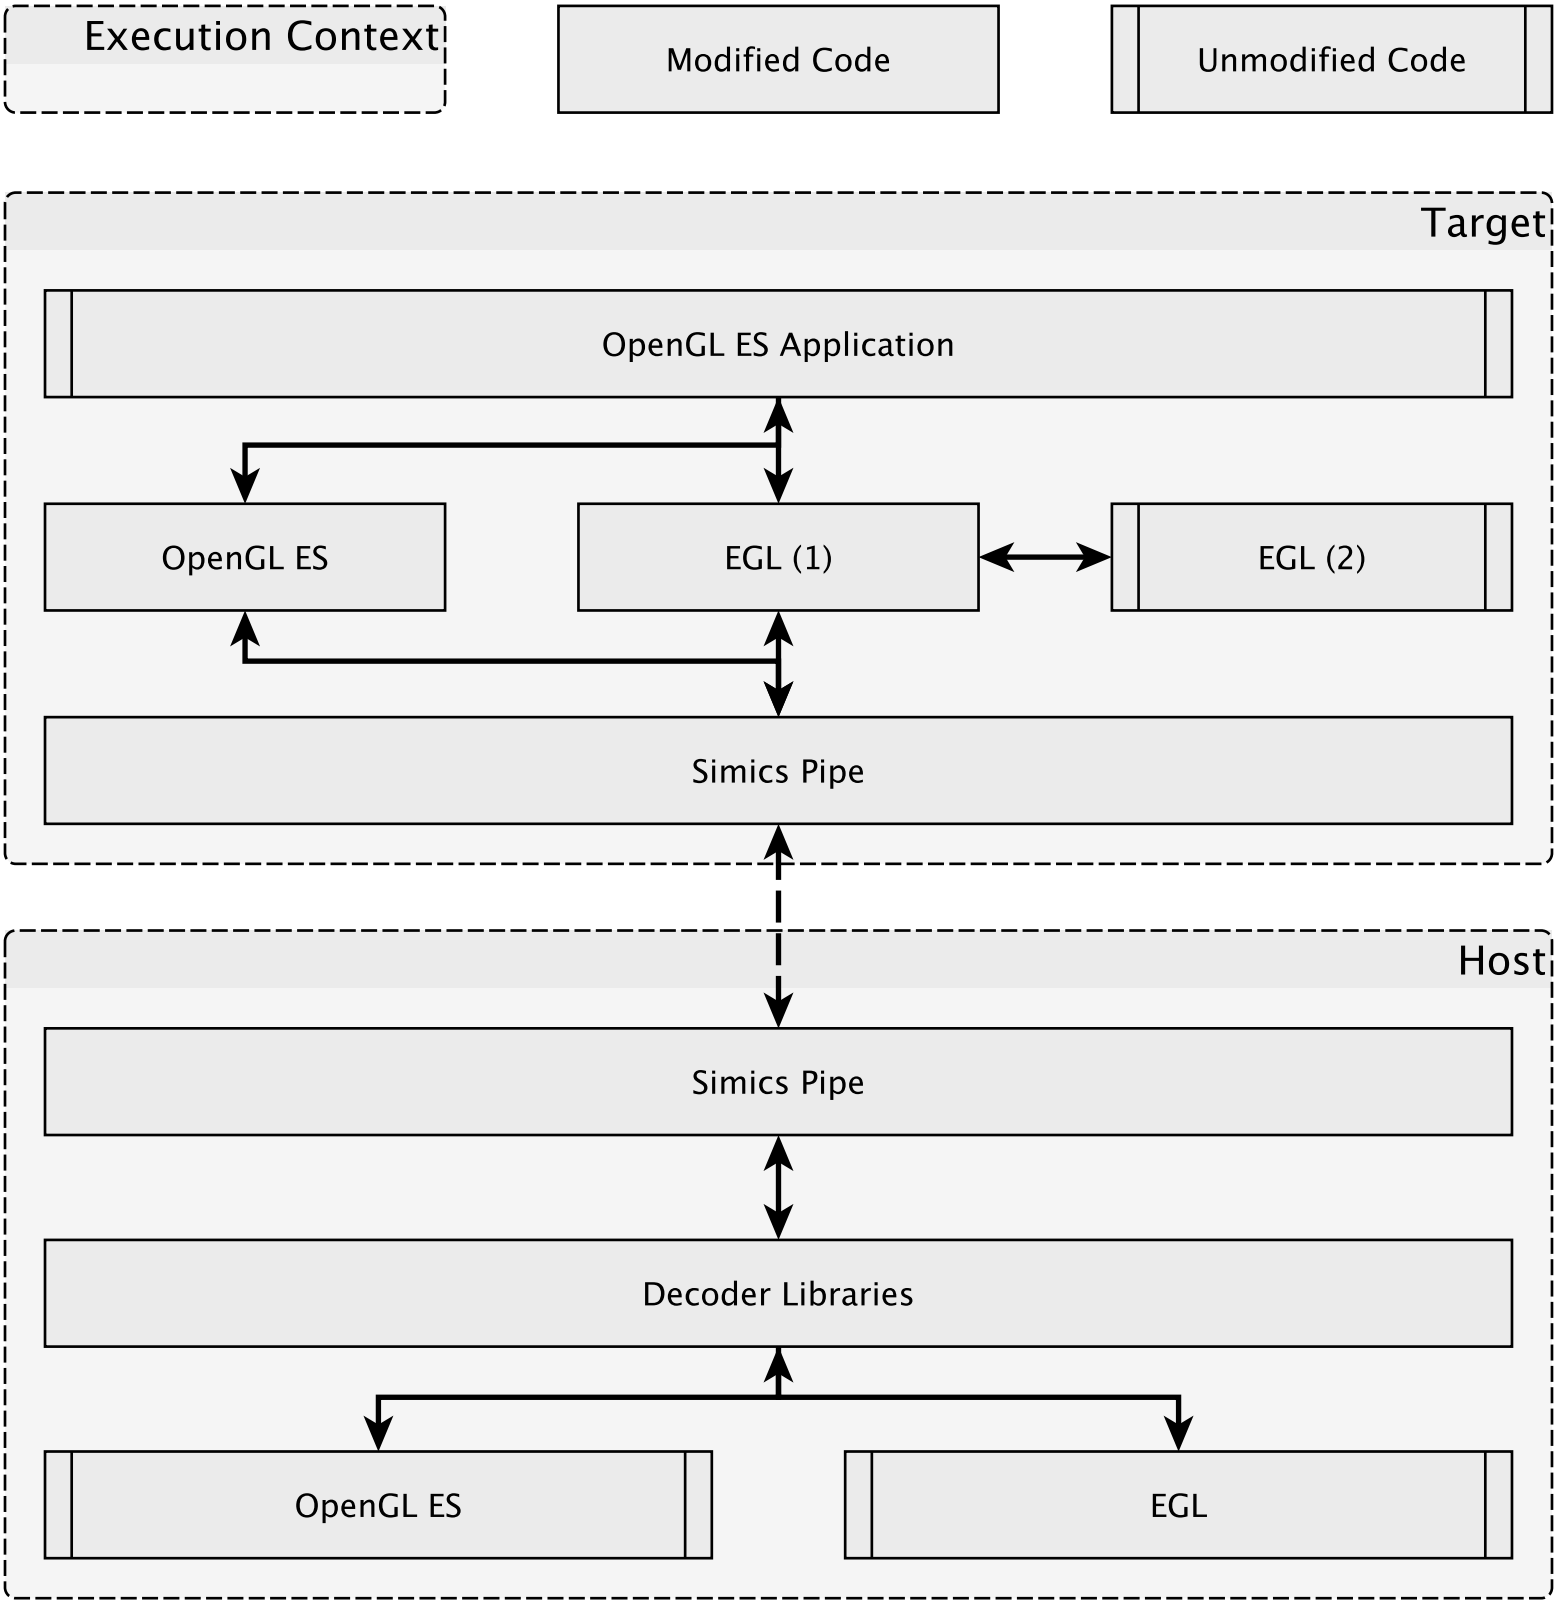 Execution Context
Modified Code
Unmodified Code
Target
OpenGL ES Application
OpenGL ES
EGL (1)
EGL (2)
Simics Pipe
Host
Simics Pipe
Decoder Libraries
OpenGL ES
EGL